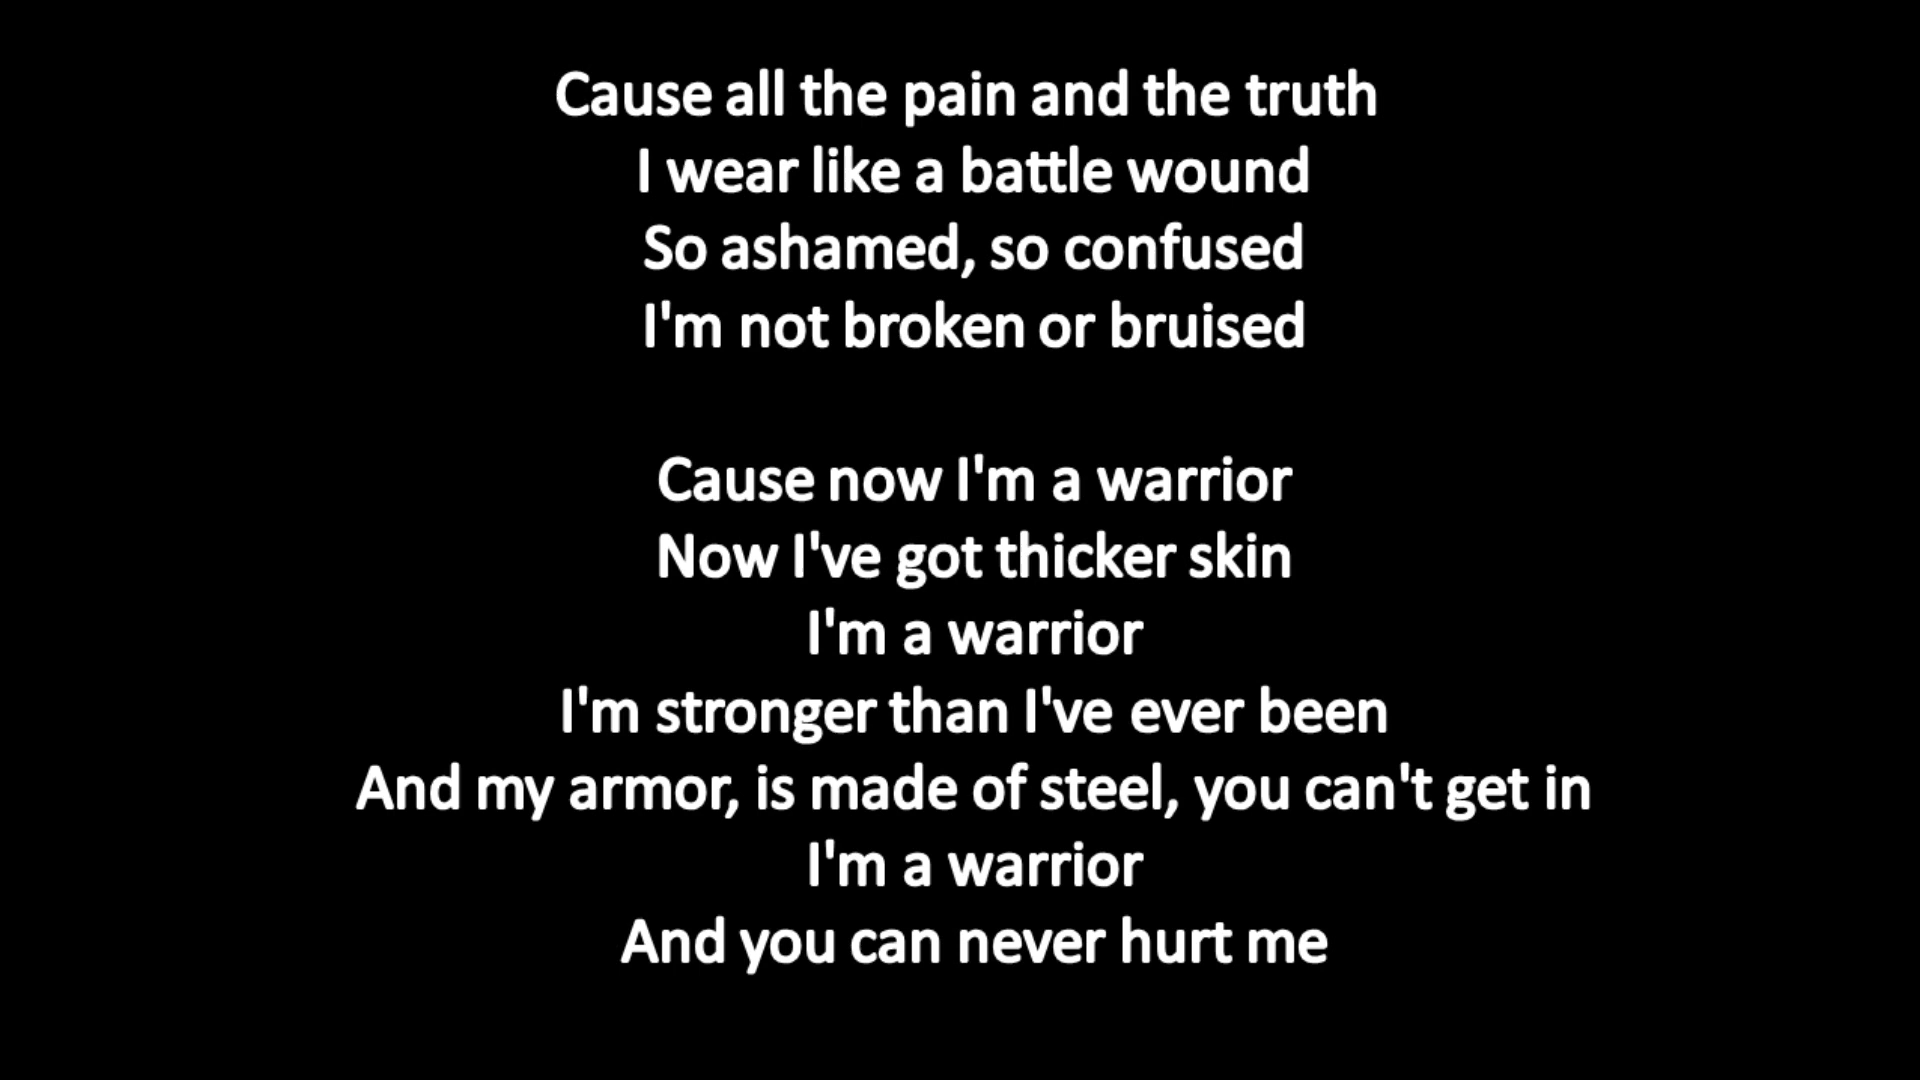 Cause all the pain and the truth
I wear like a battle wound
So ashamed, so confused
I'm not broken or bruised
Cause now I'm a warrior
Now I've got thicker skin
I'm a warrior
I'm stronger than I've ever been
And my armor, is made of steel, you can't get in
I'm a warrior
And you can never hurt me